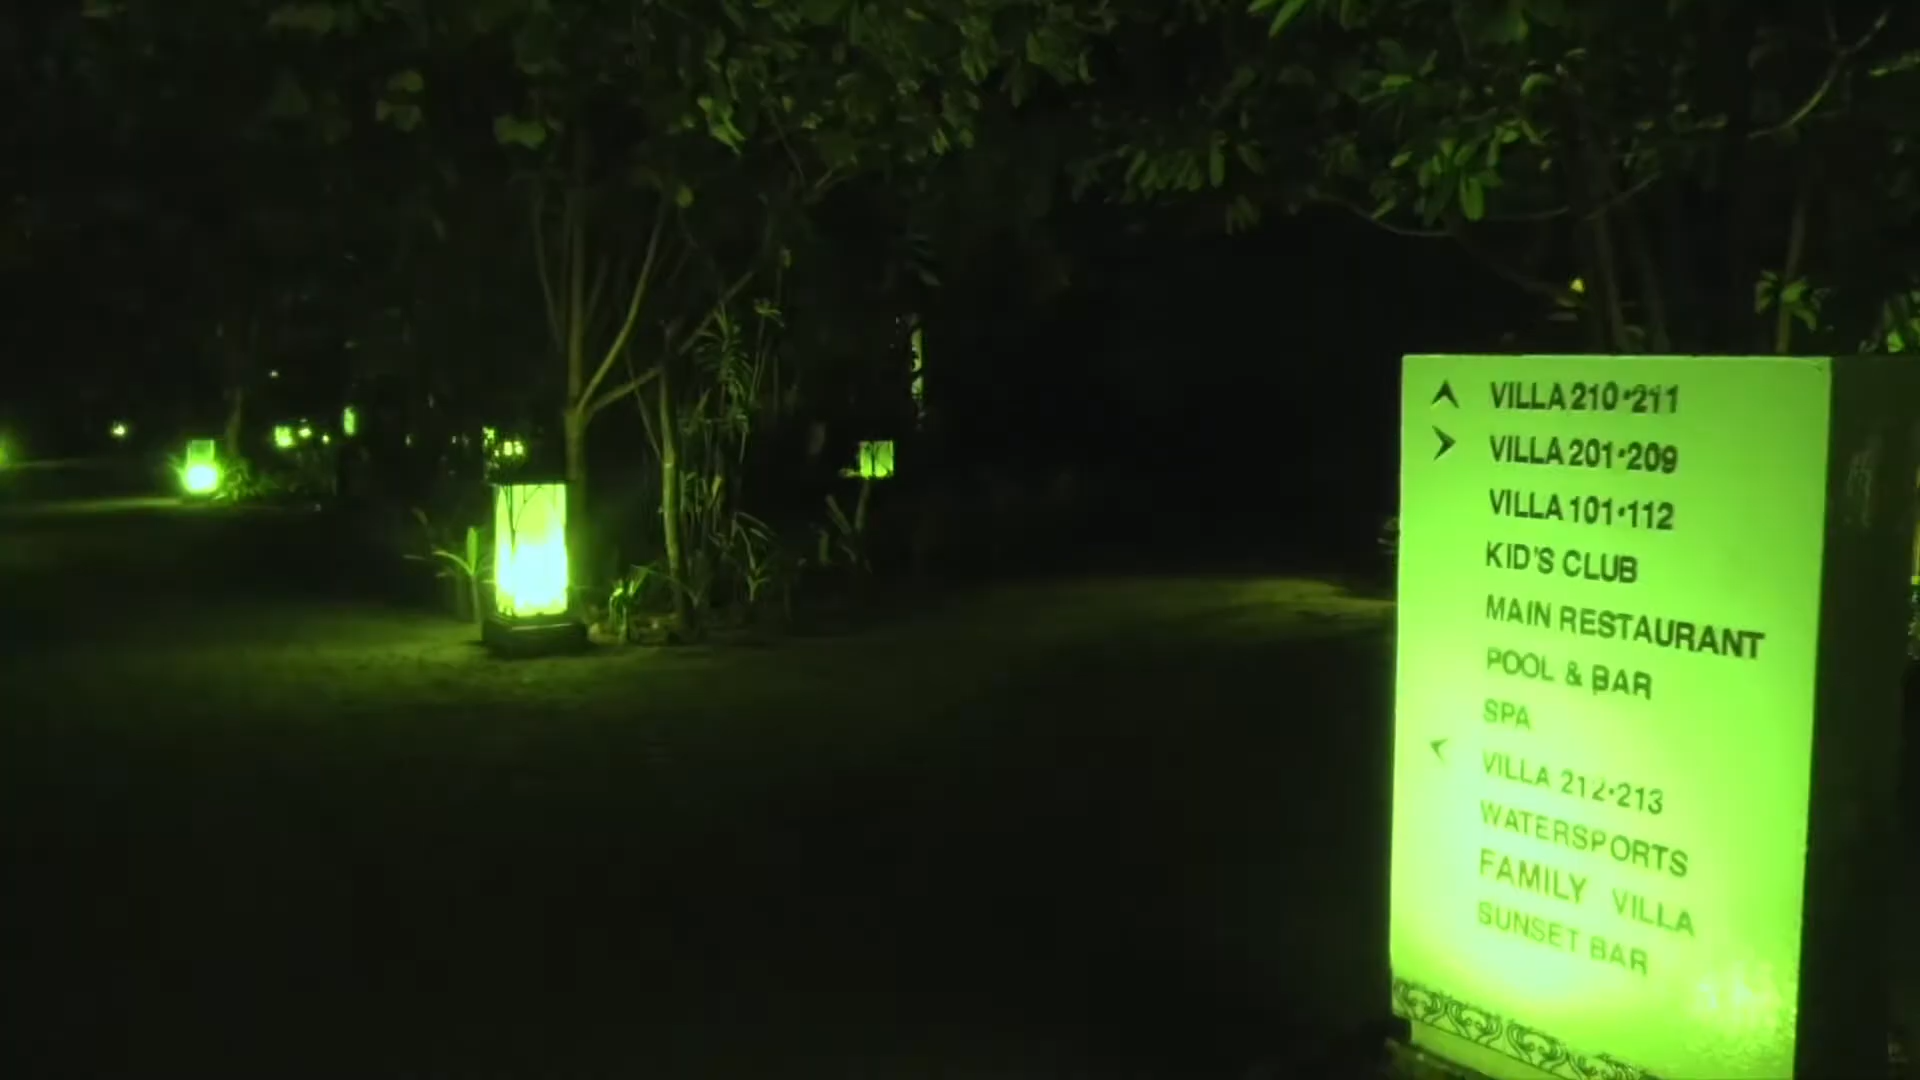 VILLA 210·211
VILLA 201·209
VILLA 101·112
KID'S CLUB
MAIN RESTAURANT
POOL & BAR
SPA
VILLA 212·213
WATERSPORTS
FAMILY VILLA
SUNSET BAR